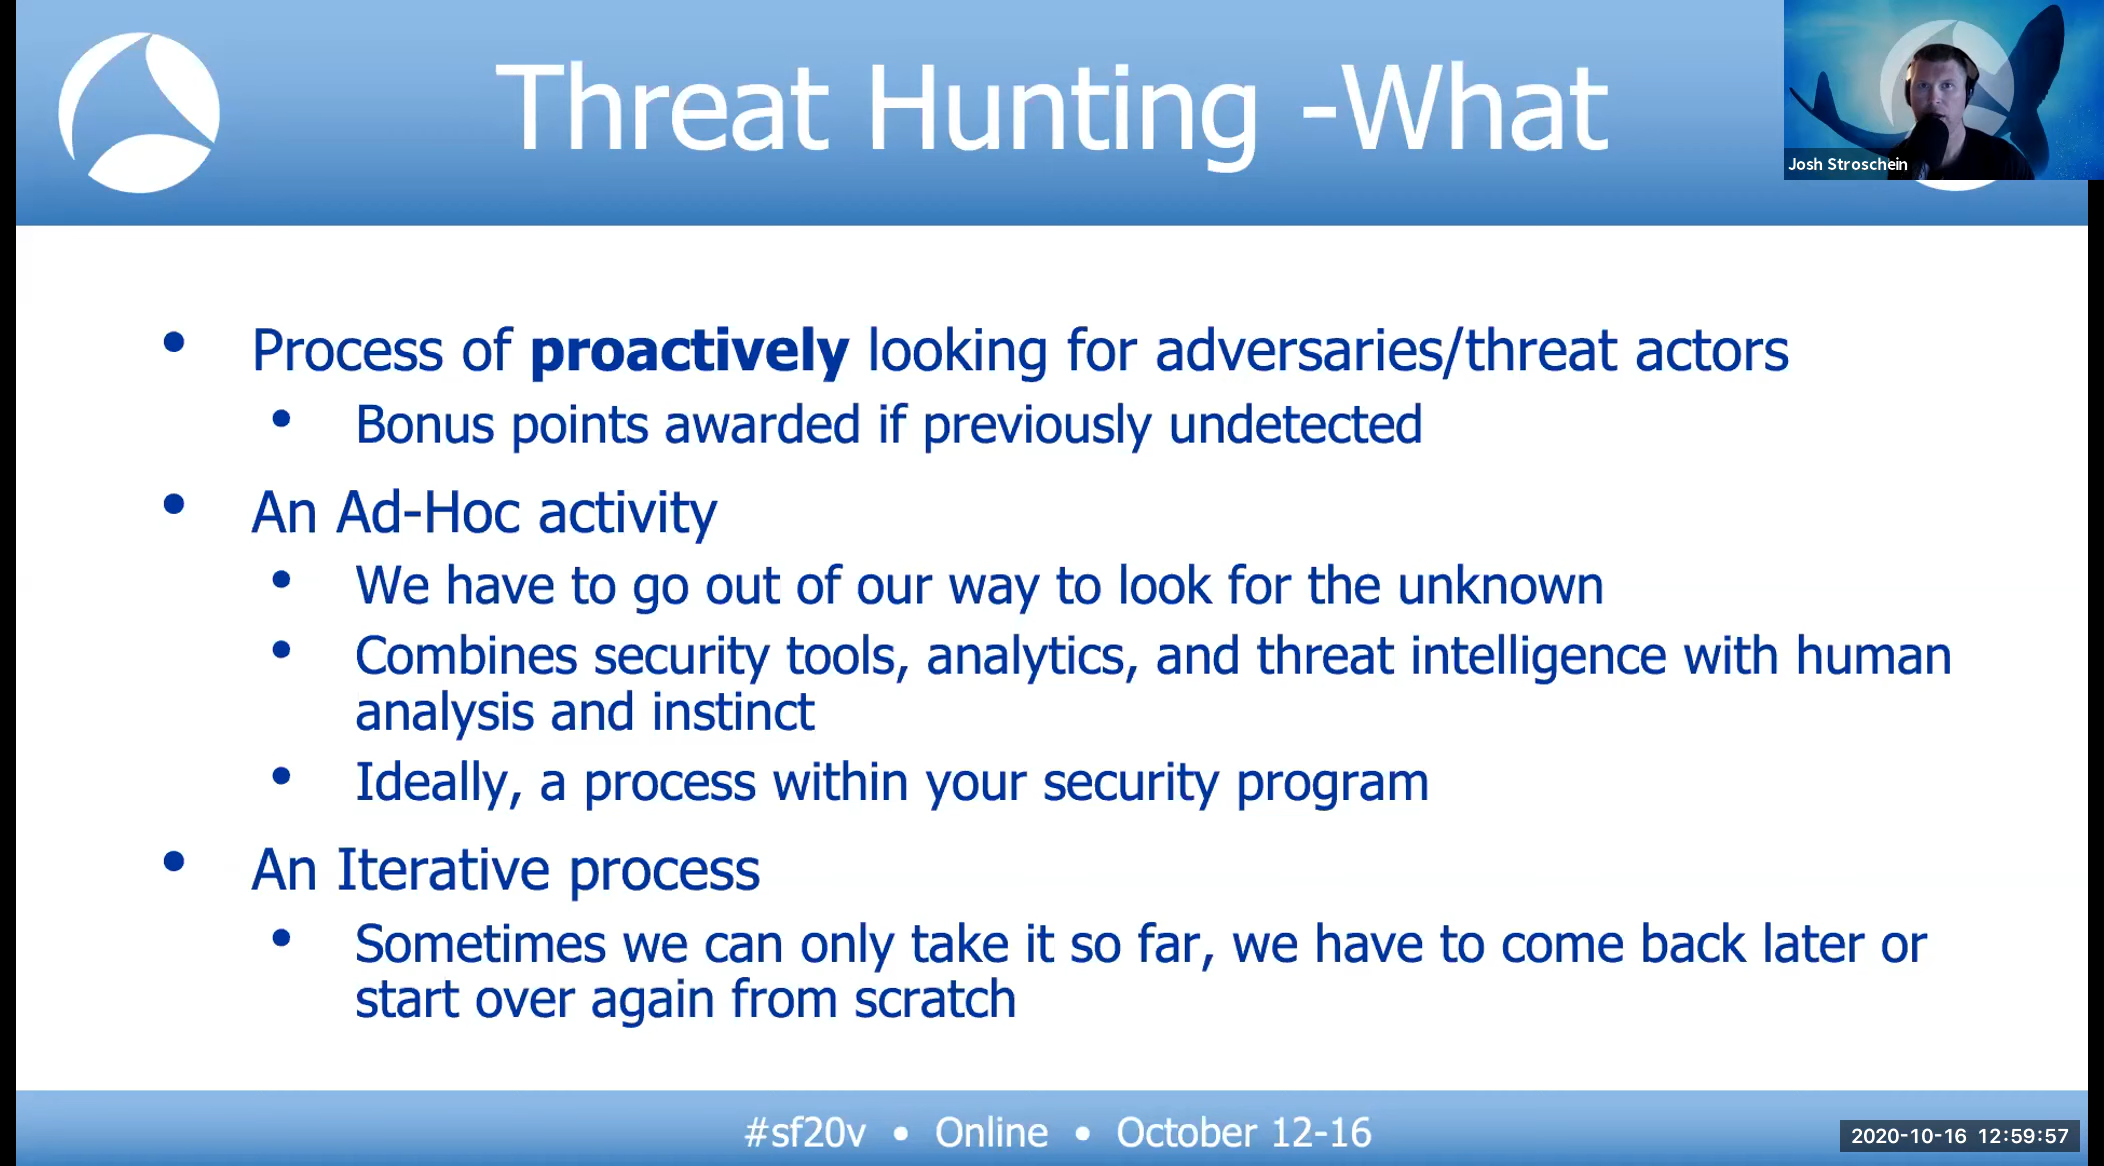 Threat Hunting -What
Josh Stroschein
• Process of proactively looking for adversaries/threat actors
• Bonus points awarded if previously undetected
• An Ad-Hoc activity
• We have to go out of our way to look for the unknown
• Combines security tools, analytics, and threat intelligence with human
analysis and instinct
• Ideally, a process within your security program
• An Iterative process
• Sometimes we can only take it so far, we have to come back later or
start over again from scratch
#sf20v • Online • October 12-16
2020-10-16 12:59:57